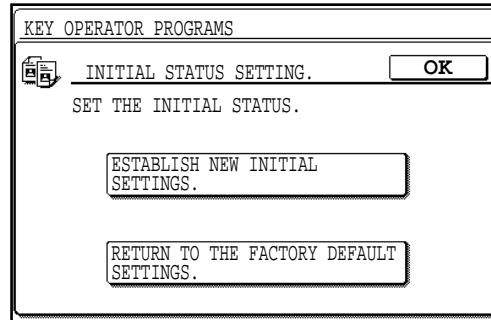 KEY OPERATOR PROGRAMS
INITIAL STATUS SETTING.
OK
SET THE INITIAL STATUS.
ESTABLISH NEW INITIAL
SETTINGS.
RETURN TO THE FACTORY DEFAULT
SETTINGS.